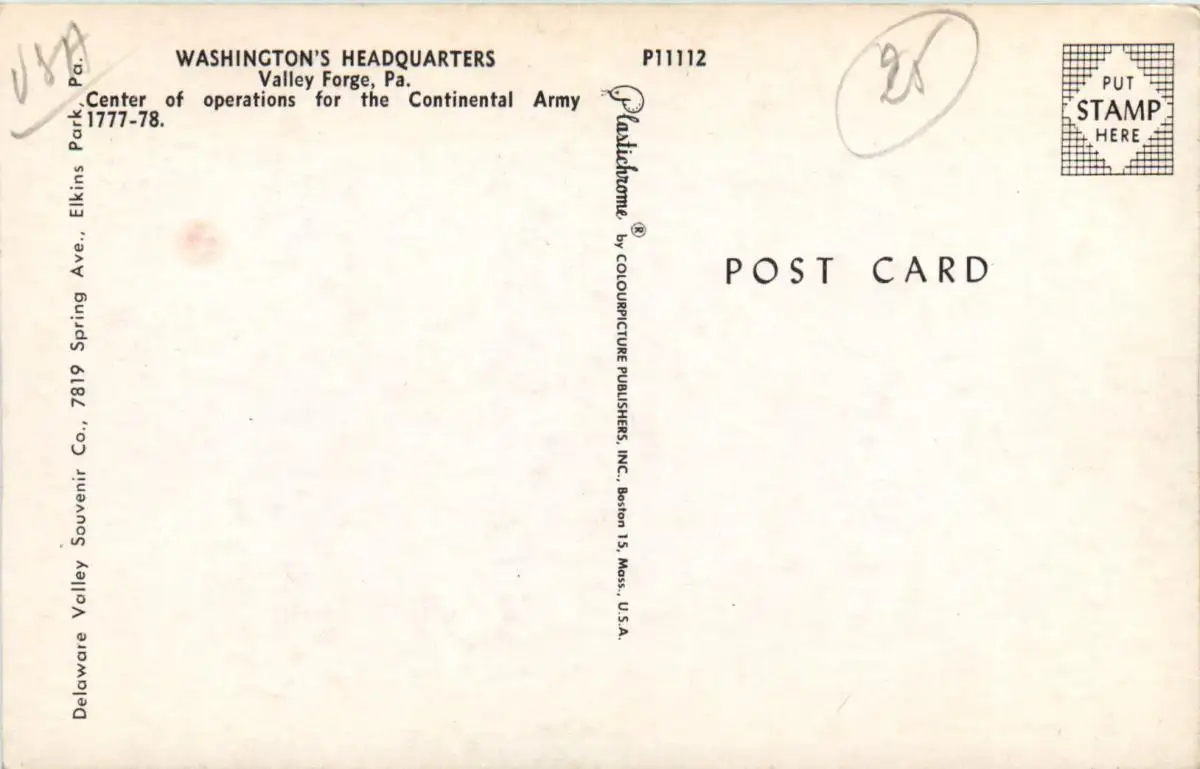 USA
WASHINGTON'S HEADQUARTERS
Valley Forge, Pa.
Center of operations for the Continental Army
1777-78.
Delaware Valley Souvenir Co., 7819 Spring Ave., Elkins Park, Pa.
P11112
Plastichrome ® by COLOURPICTURE PUBLISHERS, INC., Boston 15, Mass., U.S.A.
PUT
STAMP
HERE
POST CARD